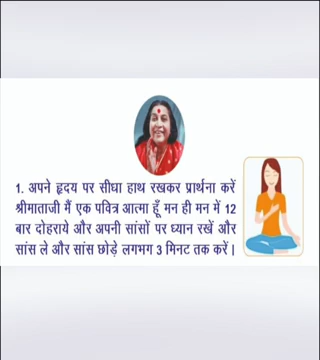 1. अपने हृदय पर सीधा हाथ रखकर प्रार्थना करें
श्रीमाताजी मैं एक पवित्र आत्मा हूँ मन ही मन में 12
बार दोहराये और अपनी सांसों पर ध्यान रखें और
सांस ले और सांस छोड़े लगभग 3 मिनट तक करें।